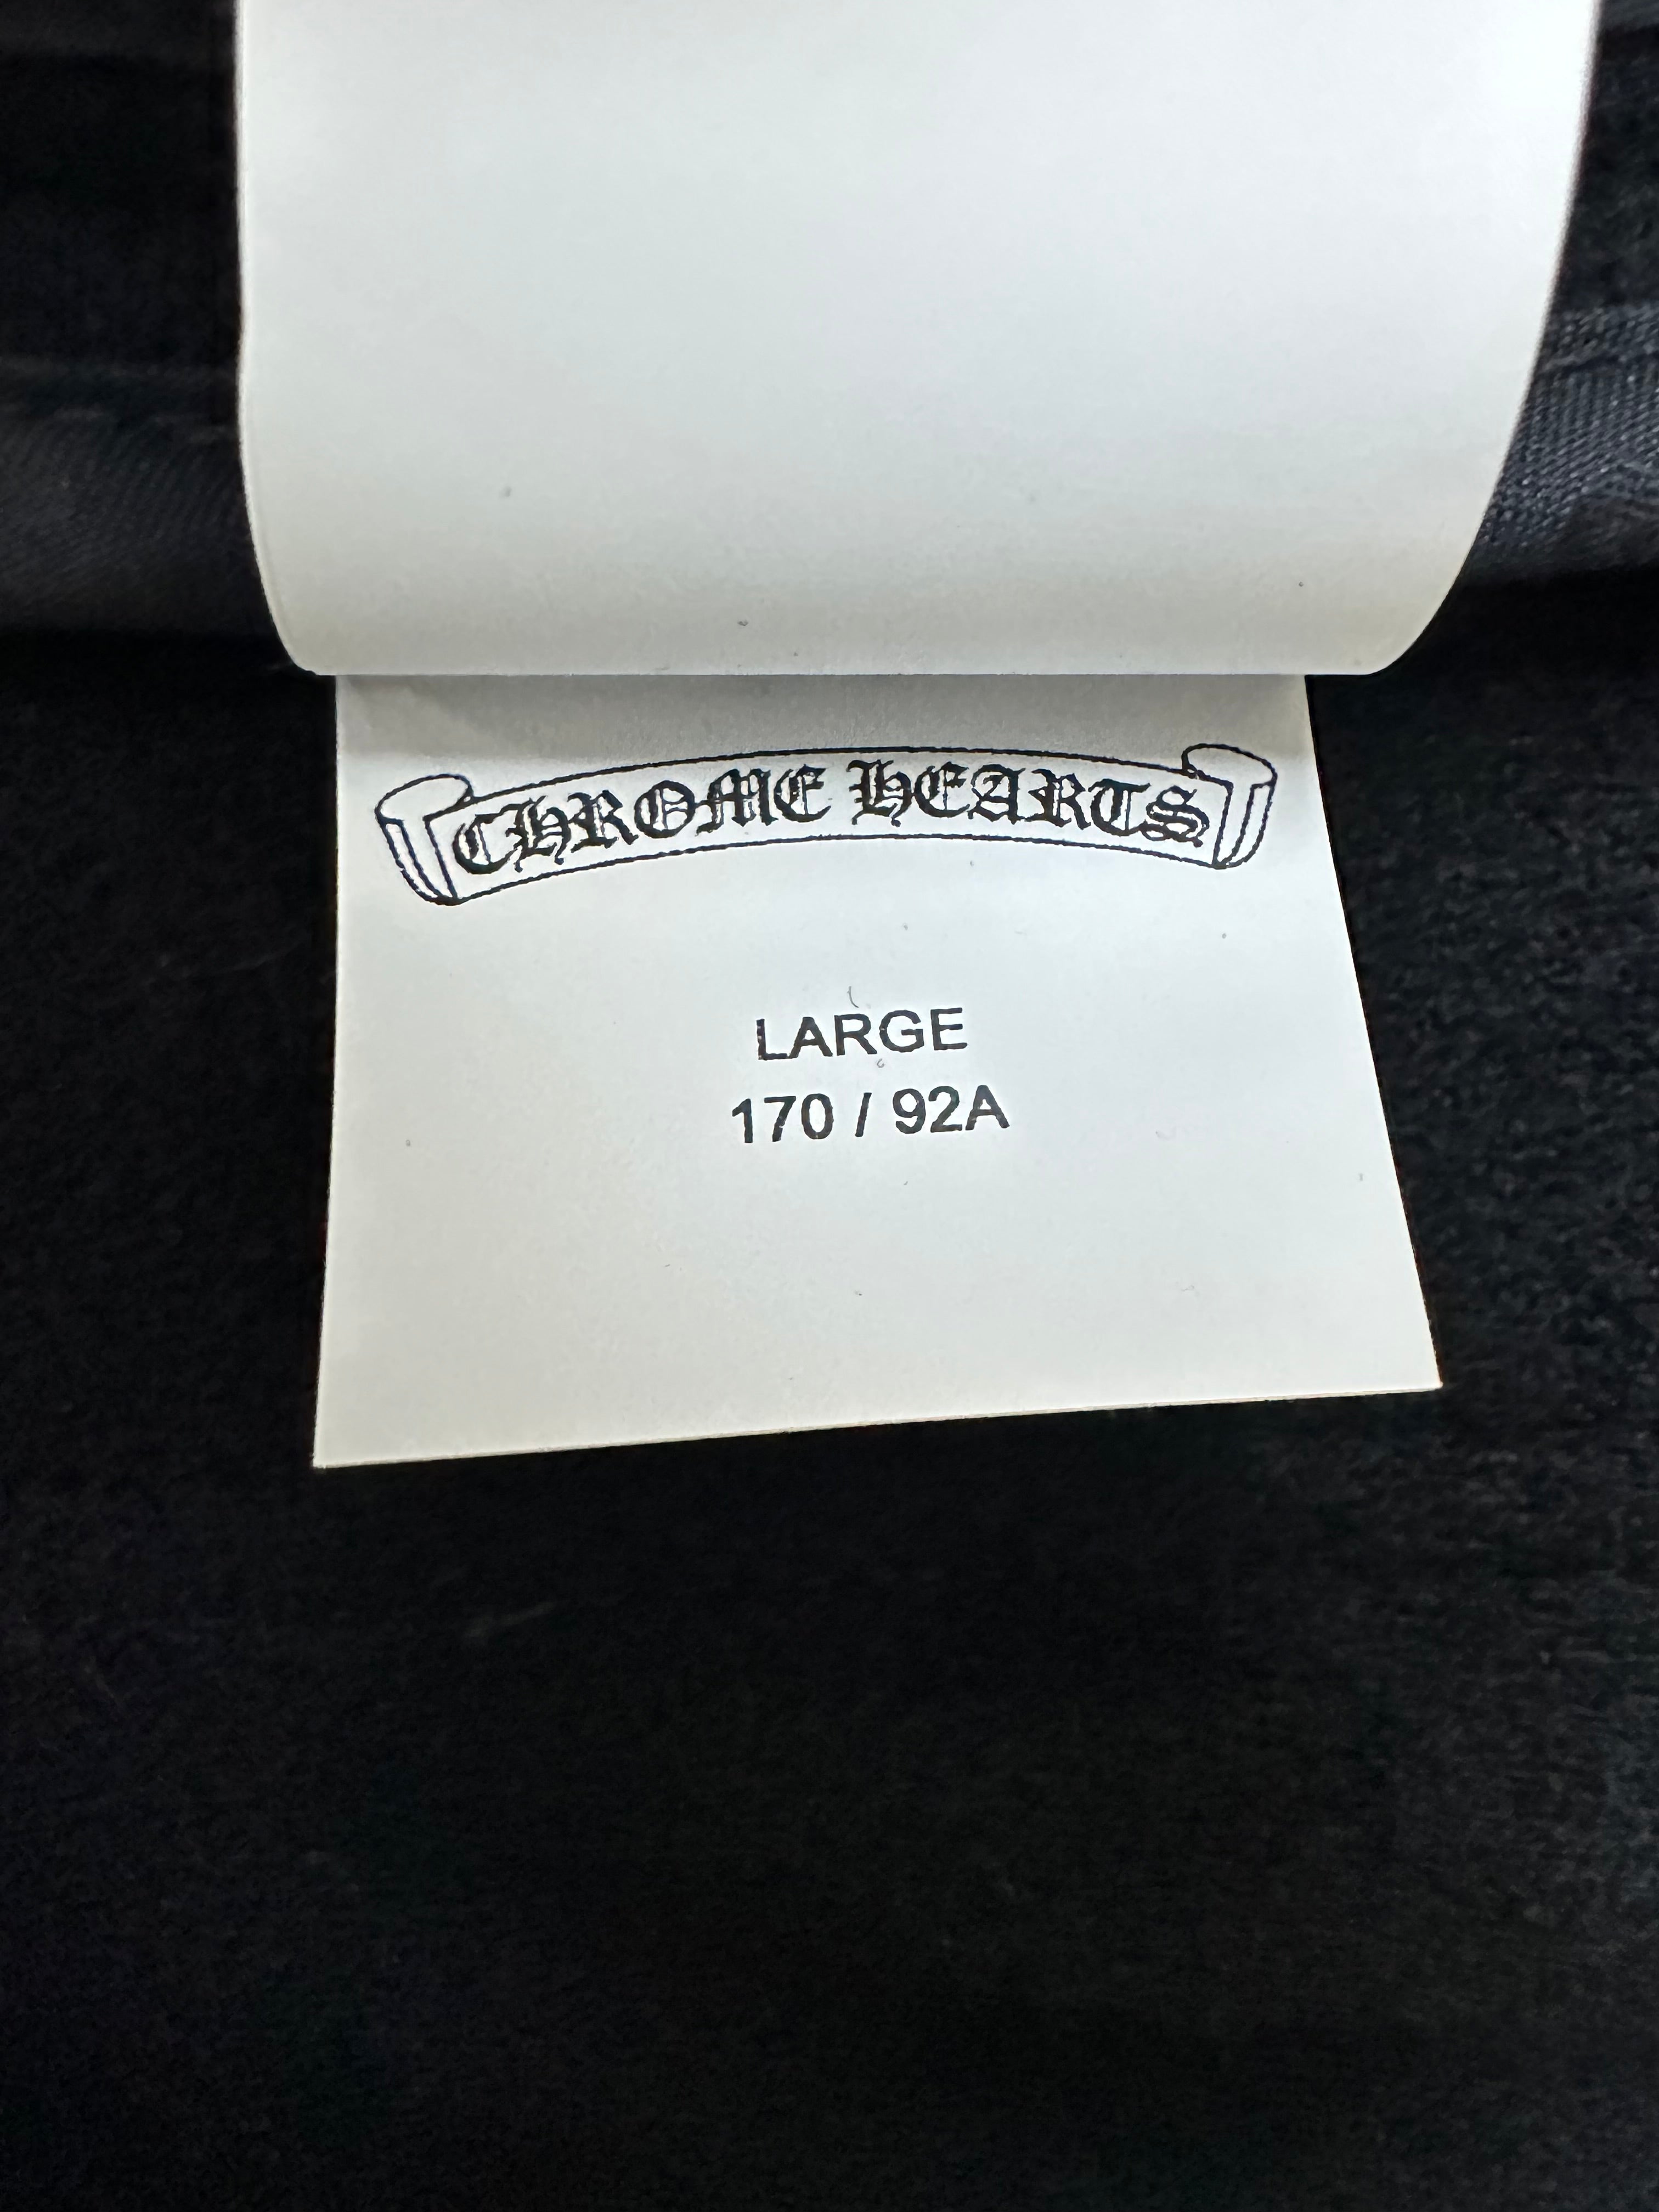 CHROME HEARTS
LARGE
170 / 92A